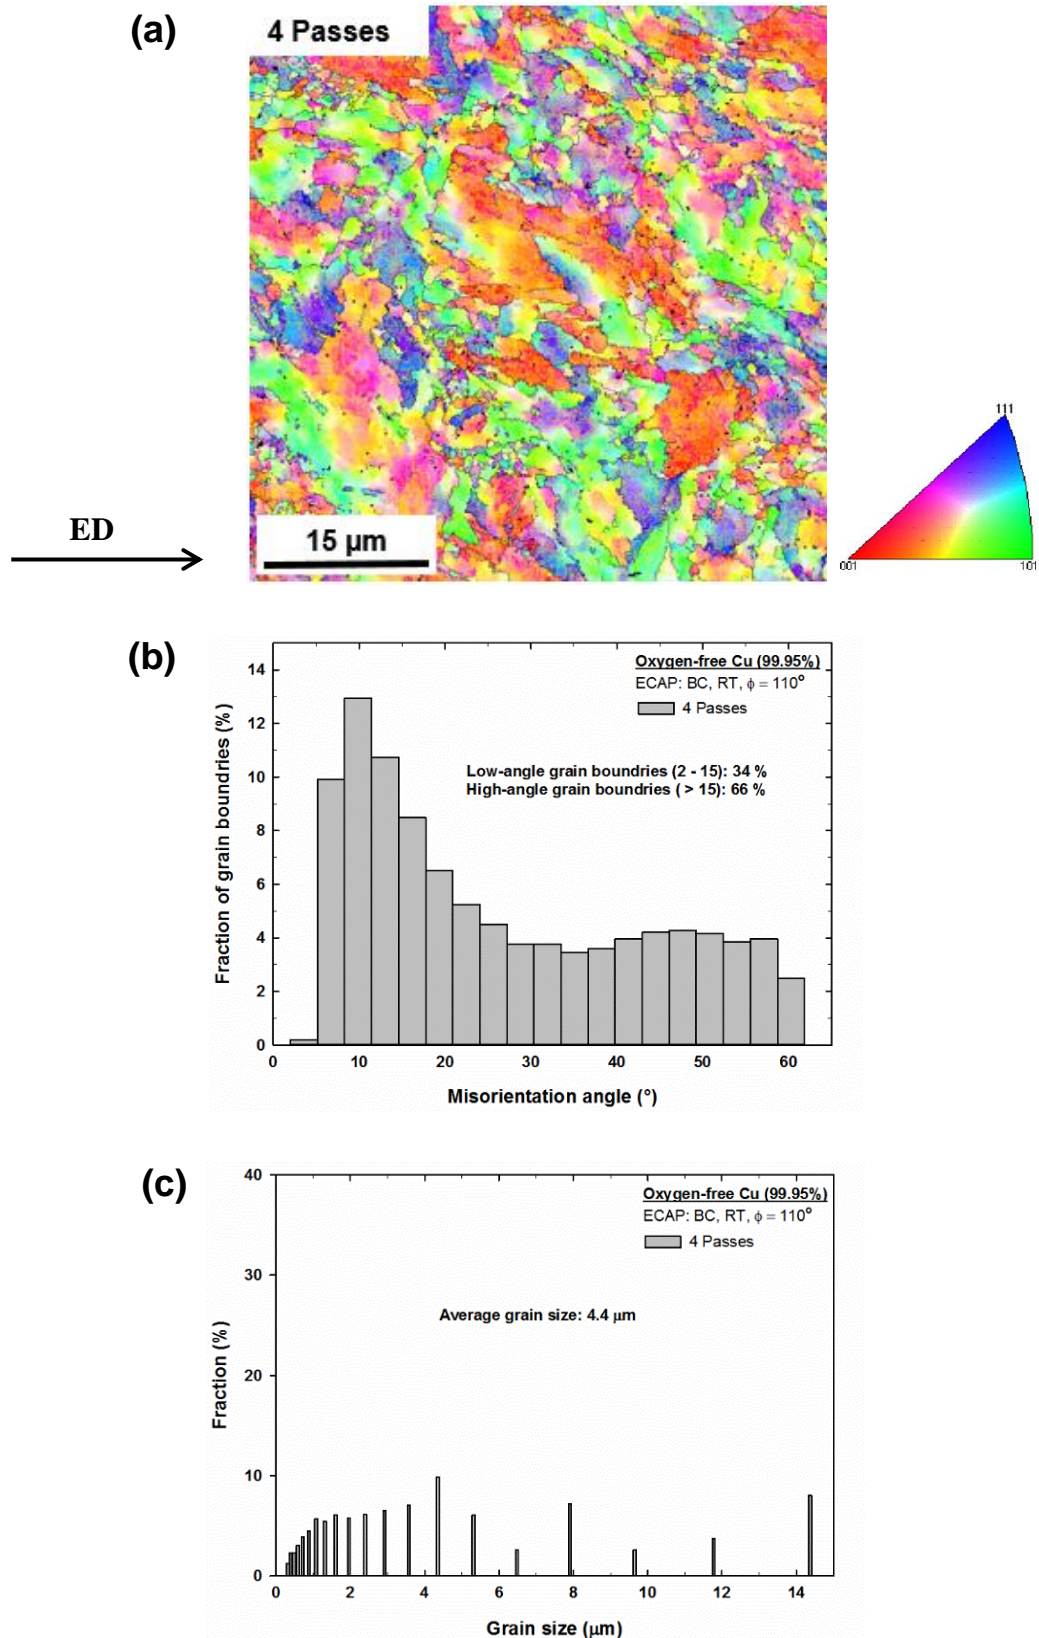 (a)
4 Passes
111
001
101
ED
15 μm
(b)
Oxygen-free Cu (99.95%)
ECAP: BC, RT, ϕ = 110°
4 Passes
Low-angle grain boundries (2 - 15): 34 %
High-angle grain boundries ( > 15): 66 %
Fraction of grain boundries (%)
14
12
10
8
6
4
2
0
0 10 20 30 40 50 60
Misorientation angle (°)
(c)
Oxygen-free Cu (99.95%)
ECAP: BC, RT, ϕ = 110°
4 Passes
Average grain size: 4.4 μm
Fraction (%)
40
30
20
10
0
0 2 4 6 8 10 12 14
Grain size (μm)